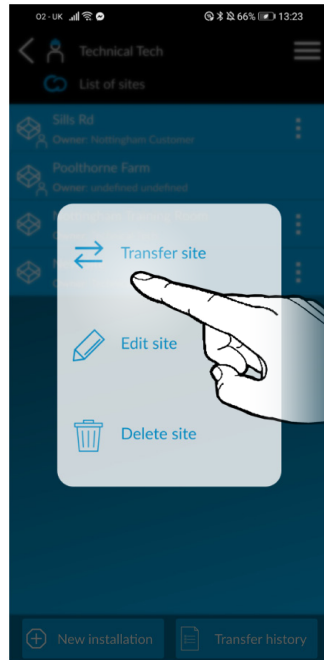 O2-UK 66% 13:23
Technical Tech
List of sites
Sills Rd
Owner: Nottingham Customer
Poolthorne Farm
Owner: undefined undefined
Transfer site
Edit site
Delete site
New installation Transfer history